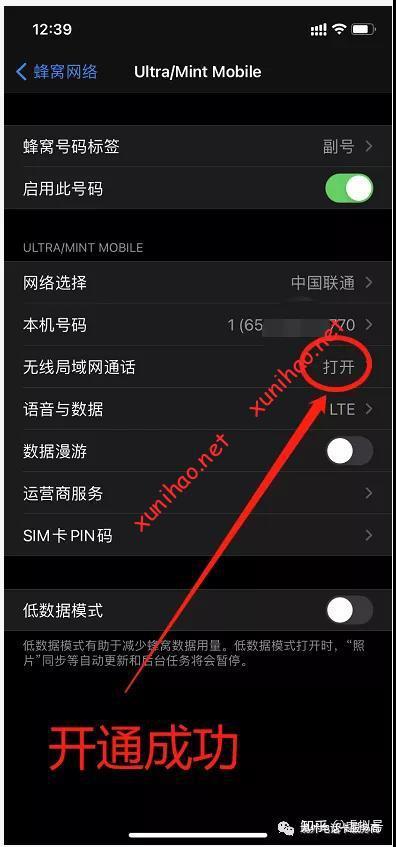 12:39
蜂窝网络
Ultra/Mint Mobile
蜂窝号码标签 副号
启用此号码
ULTRA/MINT MOBILE
网络选择 中国联通
本机号码 1 (65 770
无线局域网通话 打开
语音与数据 LTE
数据漫游
运营商服务
SIM卡PIN码
xunihao.net
xunihao.net
低数据模式
低数据模式有助于减少蜂窝数据用量。低数据模式打开时，“照
片”同步等自动更新和后台任务将会暂停。
开通成功
知乎